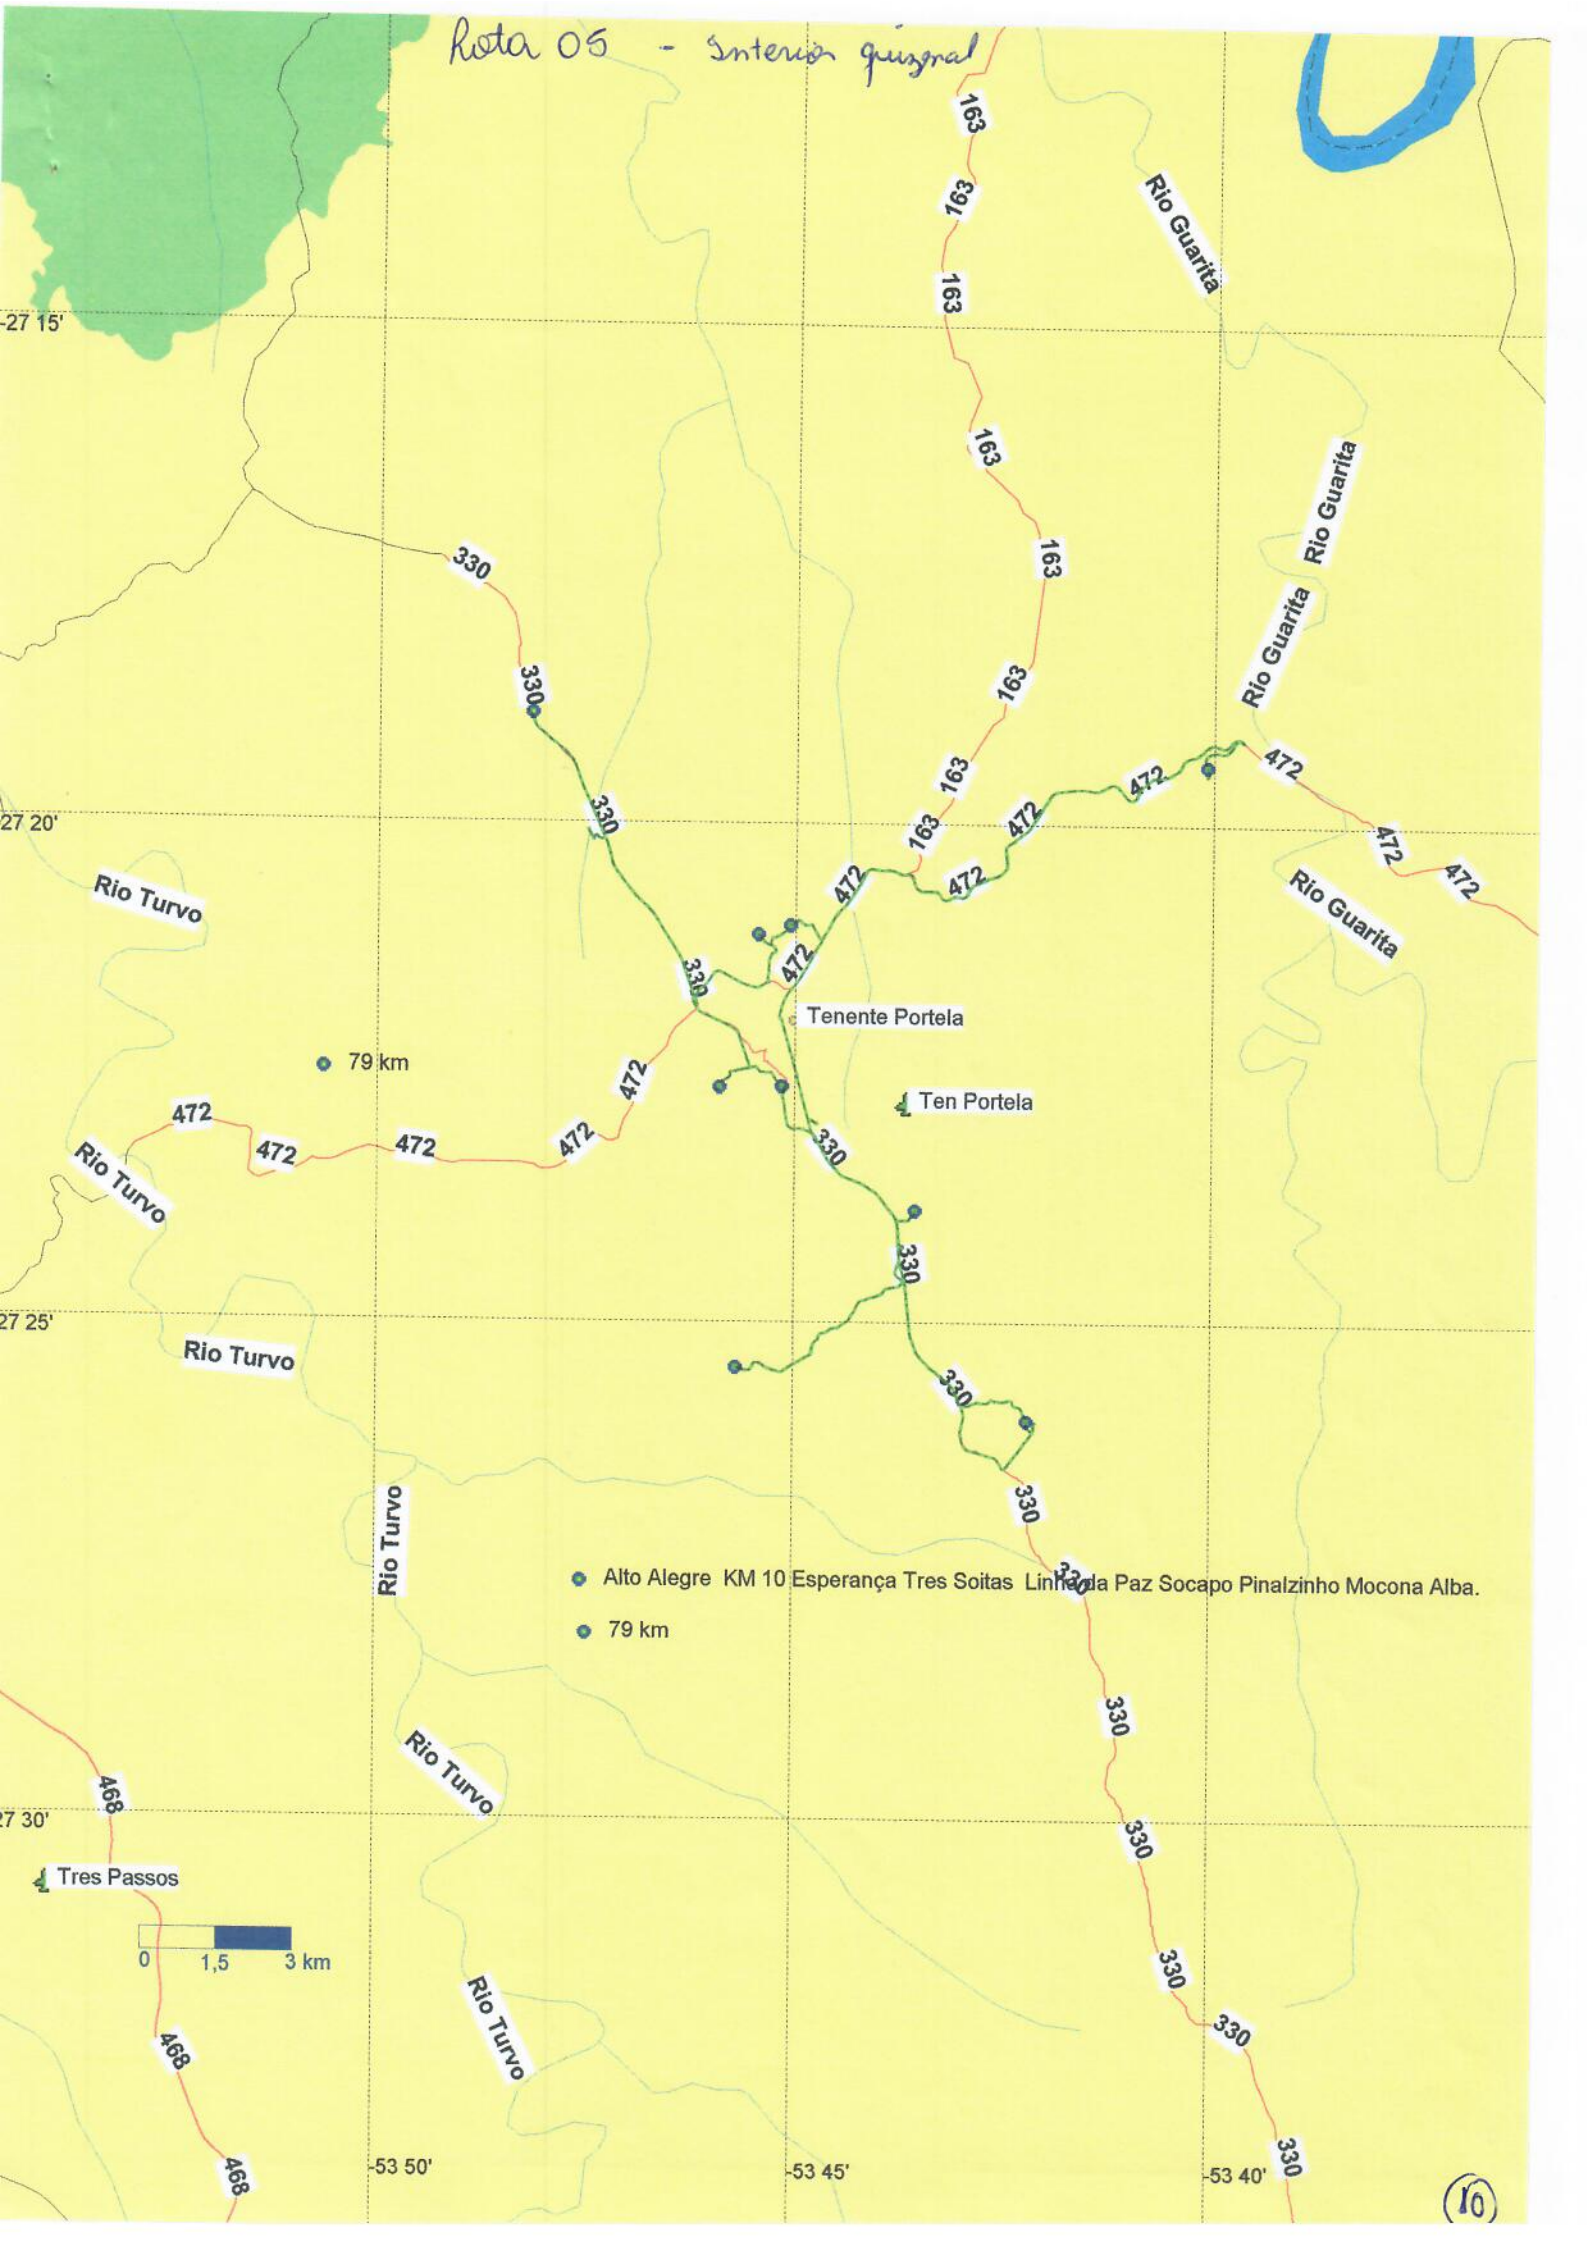 Rota 05 - Interior quizenal
163
163
Rio Guarita
163
-27 15'
163
Rio Guarita
330
163
Rio Guarita
330
163
472
163
472
330
472
163
27 20'
472
472
472
472
Rio Turvo
Rio Guarita
330
472
Tenente Portela
79 km
472
Ten Portela
472
472
472
472
330
Rio Turvo
330
27 25'
Rio Turvo
330
330
Rio Turvo
330
Alto Alegre KM 10 Esperança Tres Soitas Linha da Paz Socapo Pinalzinho Mocona Alba.
79 km
330
Rio Turvo
468
27 30'
330
Tres Passos
0 1,5 3 km
330
Rio Turvo
330
468
-53 50'
-53 45'
-53 40'
330
468
10